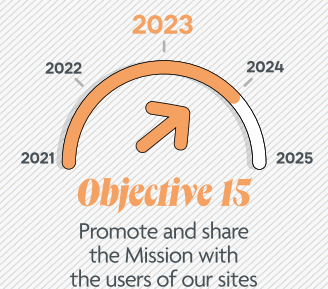 2023
2022
2024
2021
2025
Objective 15
Promote and share
the Mission with
the users of our sites